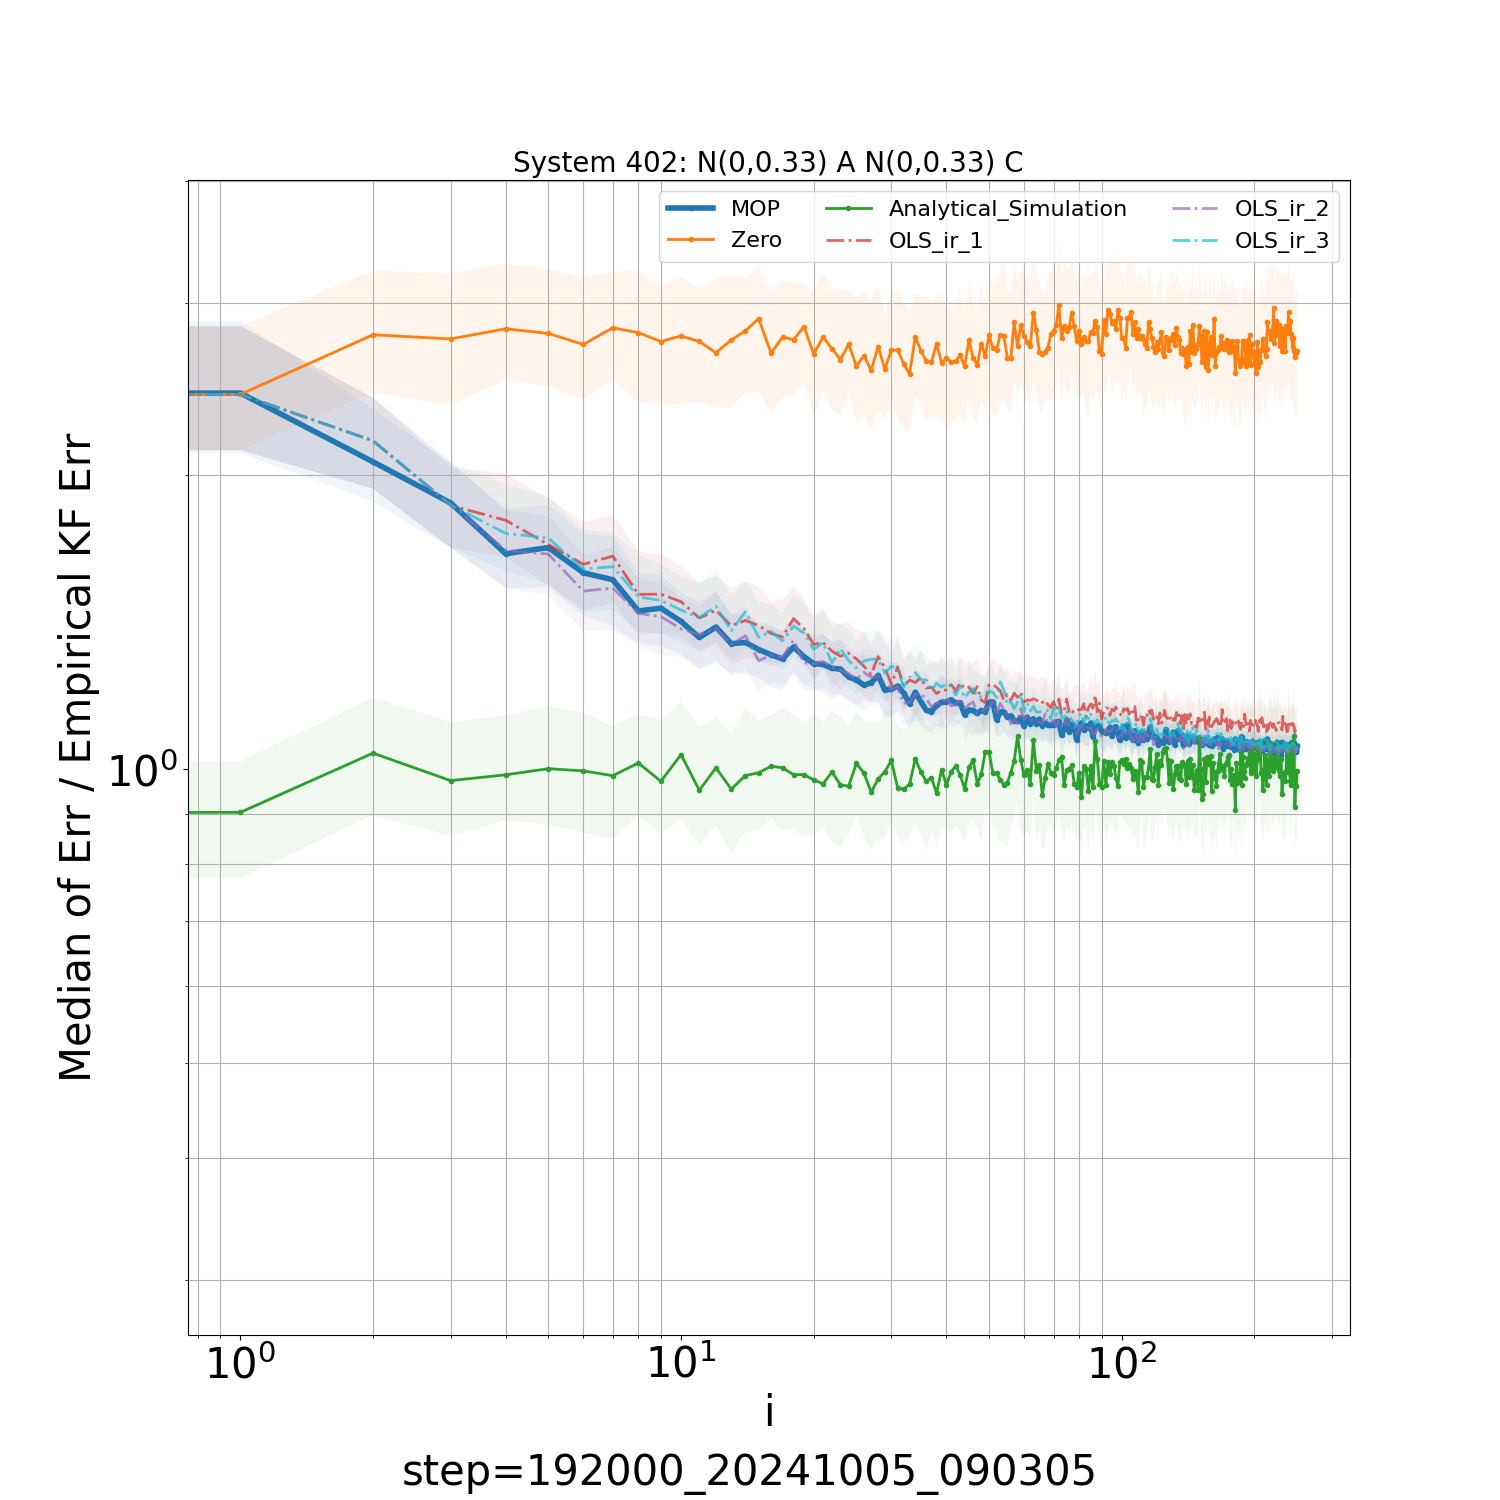 System 402: N(0,0.33) A N(0,0.33) C
MOP
Zero
Analytical_Simulation
OLS_ir_1
OLS_ir_2
OLS_ir_3
Median of Err / Empirical KF Err
10⁰
10⁰
10¹
10²
i
step=192000_20241005_090305